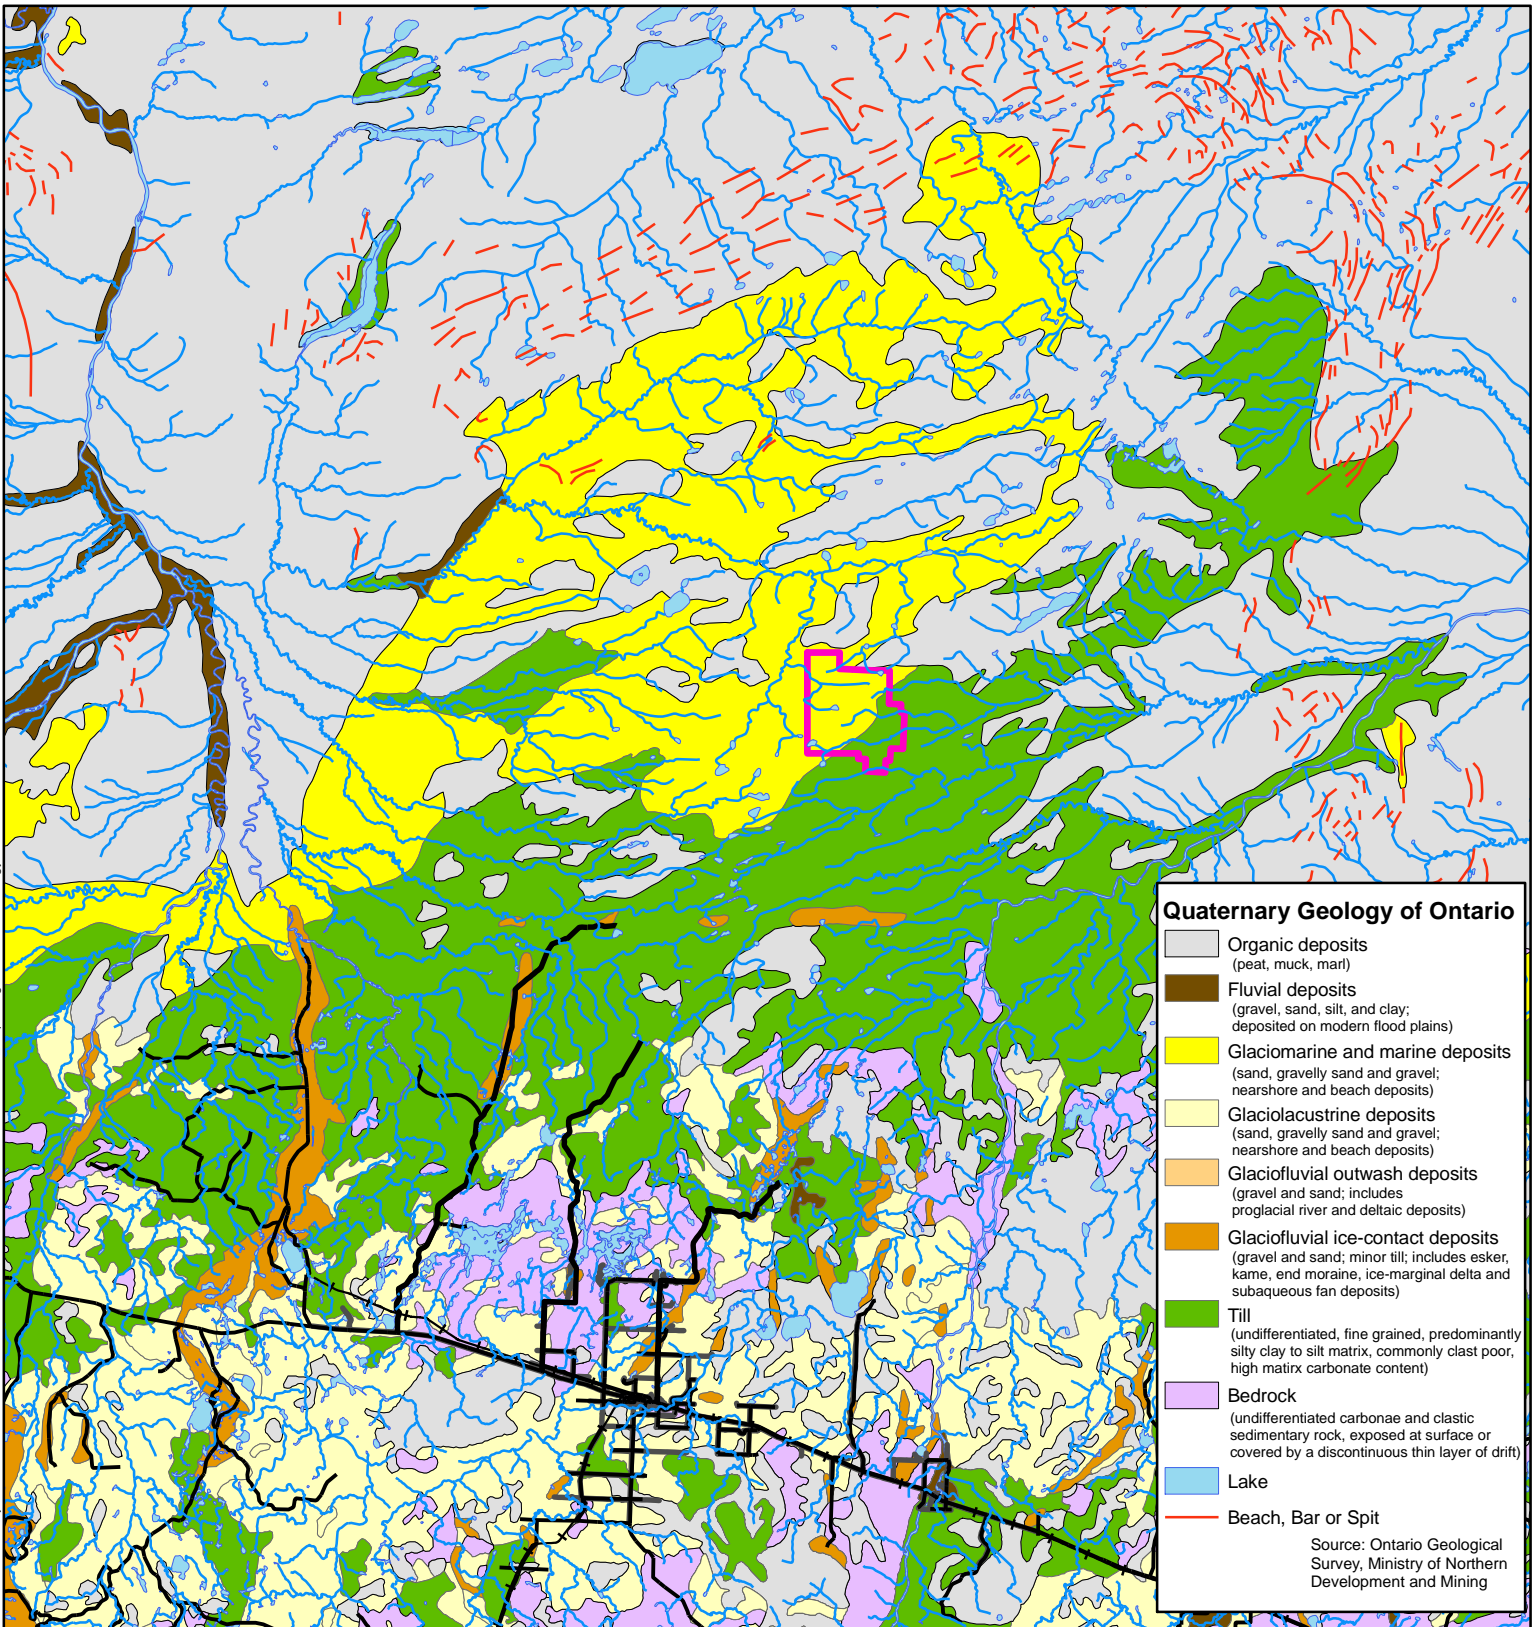 Quaternary Geology of Ontario
Organic deposits
(peat, muck, marl)
Fluvial deposits
(gravel, sand, silt, and clay;
deposited on modern flood plains)
Glaciomarine and marine deposits
(sand, gravelly sand and gravel;
nearshore and beach deposits)
Glaciolacustrine deposits
(sand, gravelly sand and gravel;
nearshore and beach deposits)
Glaciofluvial outwash deposits
(gravel and sand; includes
proglacial river and deltaic deposits)
Glaciofluvial ice-contact deposits
(gravel and sand; minor till; includes esker,
kame, end moraine, ice-marginal delta and
subaqueous fan deposits)
Till
(undifferentiated, fine grained, predominantly
silty clay to silt matrix, commonly clast poor,
high matirx carbonate content)
Bedrock
(undifferentiated carbonae and clastic
sedimentary rock, exposed at surface or
covered by a discontinuous thin layer of drift)
Lake
Beach, Bar or Spit
Source: Ontario Geological
Survey, Ministry of Northern
Development and Mining